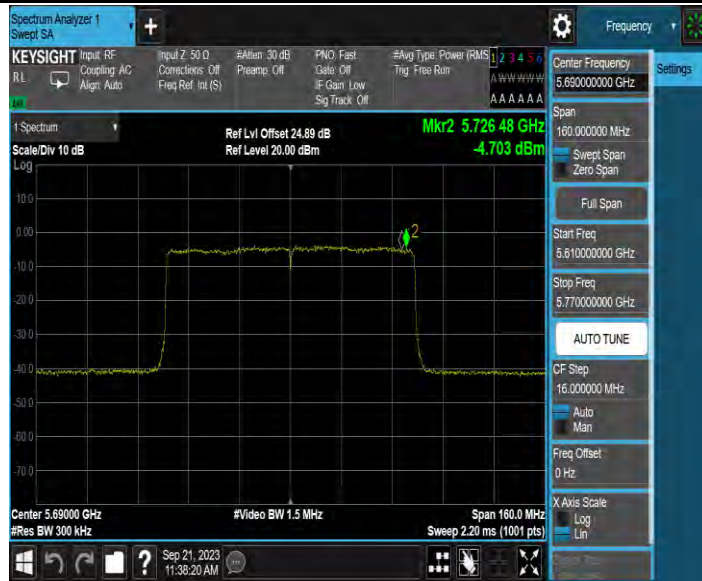 Spectrum Analyzer 1
Swept SA
+
Frequency
KEYSIGHT Input: RF
RL Coupling: AC
Align: Auto
Input Z: 50 Ω
Corrections: Off
Freq Ref: Int (S)
#Atten: 30 dB
Preamp: Off
PNO: Fast
Gate: Off
IF Gain: Low
Sig Track: Off
#Avg Type: Power (RMS
Trig: Free Run
1 2 3 4 5 6
A W W W W W
A A A A A A
1 Spectrum
Scale/Div 10 dB
Log
Ref Lvl Offset 24.89 dB
Ref Level 20.00 dBm
Mkr2 5.726 48 GHz
-4.703 dBm
10.0
0.00
-10.0
-20.0
-30.0
-40.0
-50.0
-60.0
-70.0
2
Center 5.69000 GHz
#Res BW 300 kHz
#Video BW 1.5 MHz
Span 160.0 MHz
Sweep 2.20 ms (1001 pts)
Center Frequency
5.690000000 GHz
Settings
Span
160.000000 MHz
Swept Span
Zero Span
Full Span
Start Freq
5.610000000 GHz
Stop Freq
5.770000000 GHz
AUTO TUNE
CF Step
16.000000 MHz
Auto
Man
Freq Offset
0 Hz
X Axis Scale
Log
Lin
?
Sep 21, 2023
11:38:20 AM